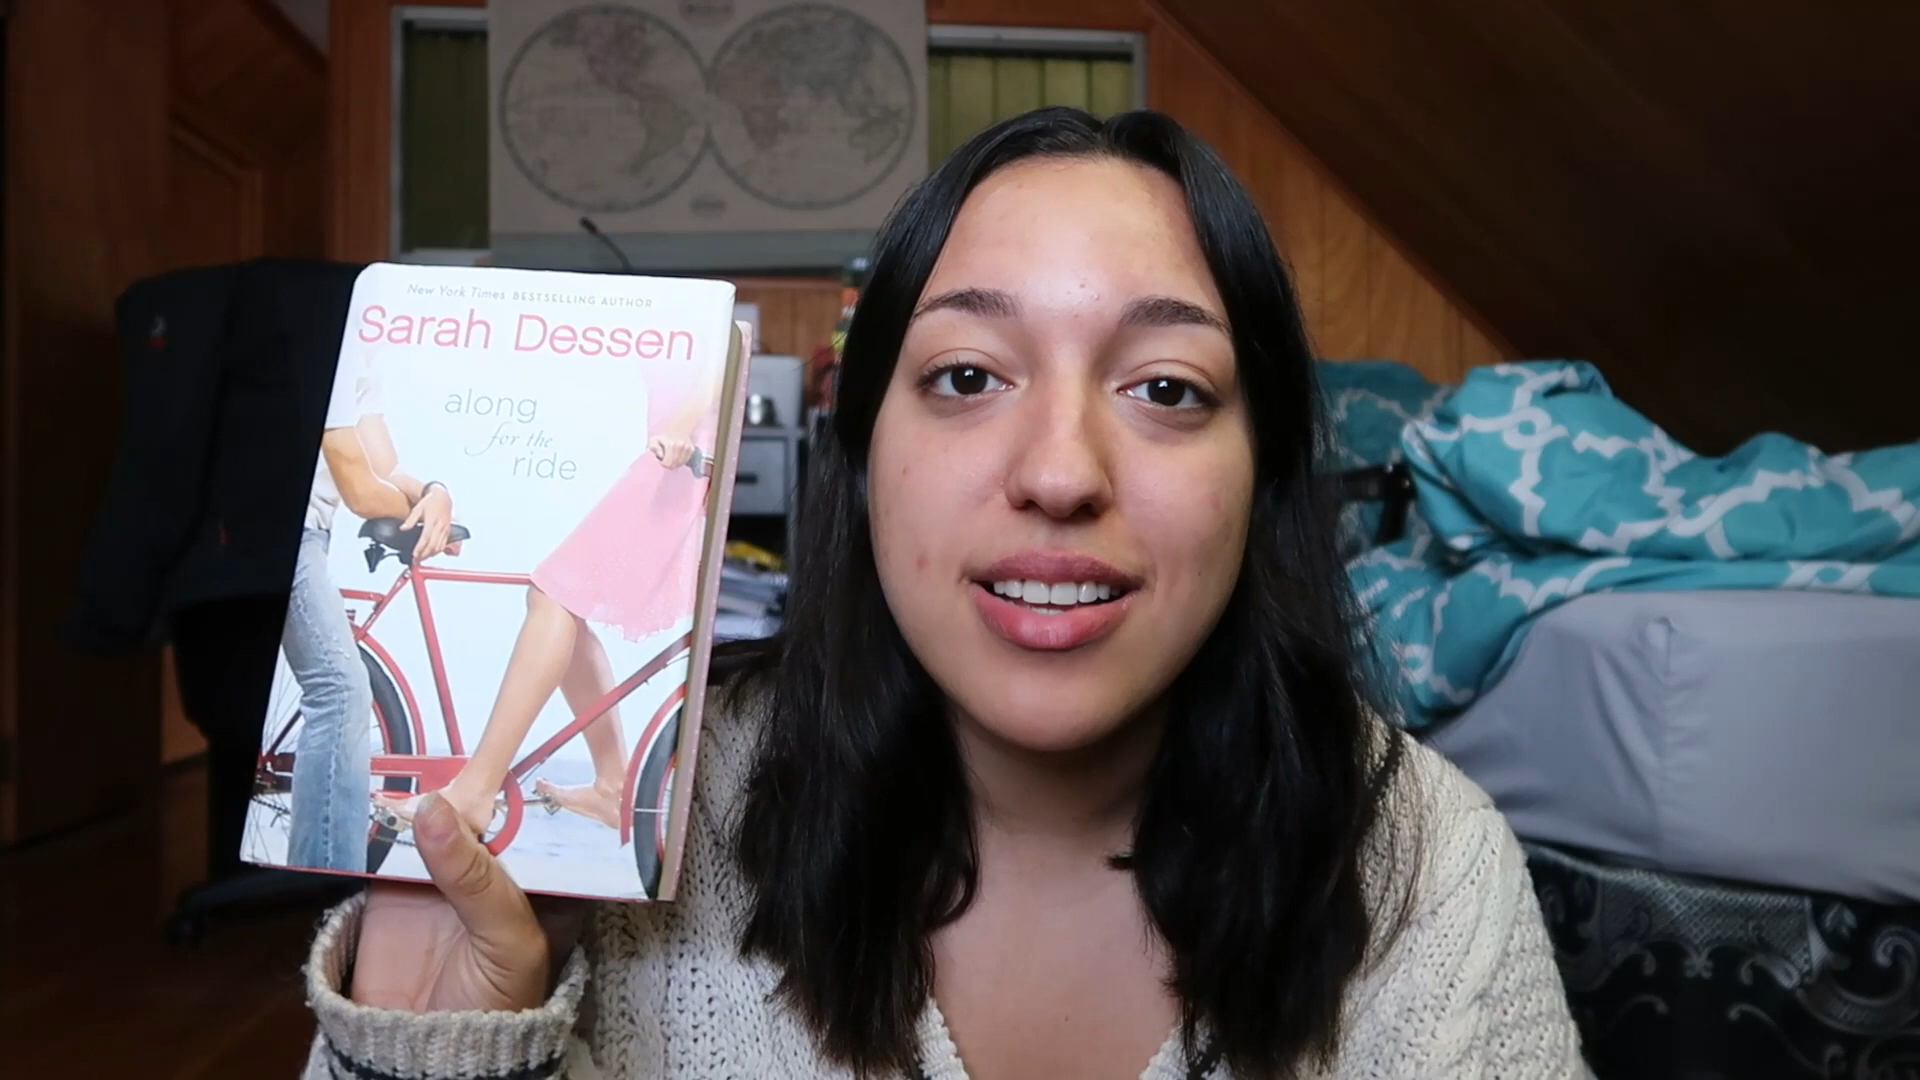 New York Times BESTSELLING AUTHOR
Sarah Dessen
along
for the
ride